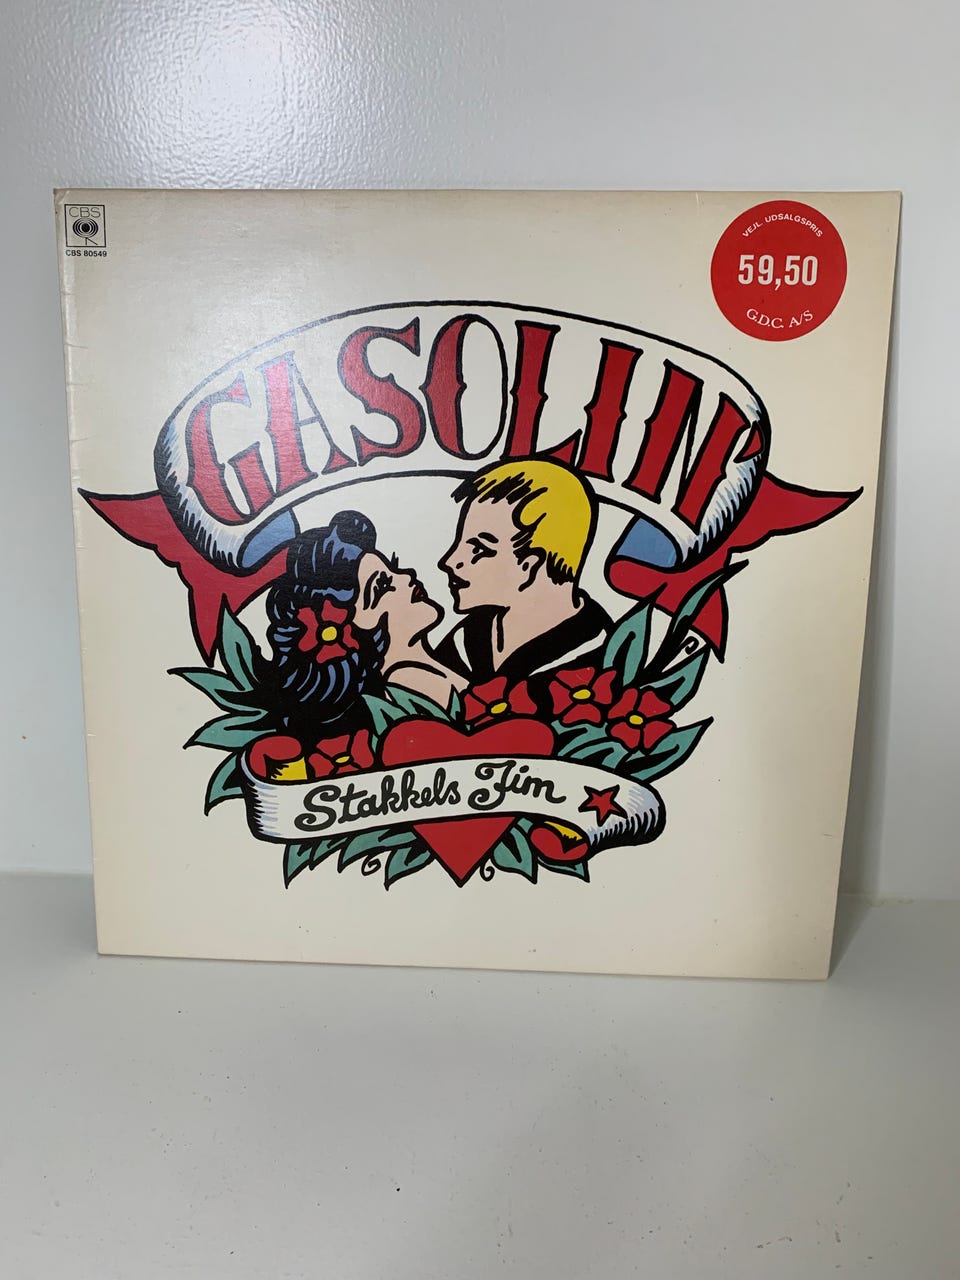 CBS
CBS 80549
VEJL. UDSALGSPRIS
59,50
G.D.C. A/S
GASOLIN'
Stakkels Jim